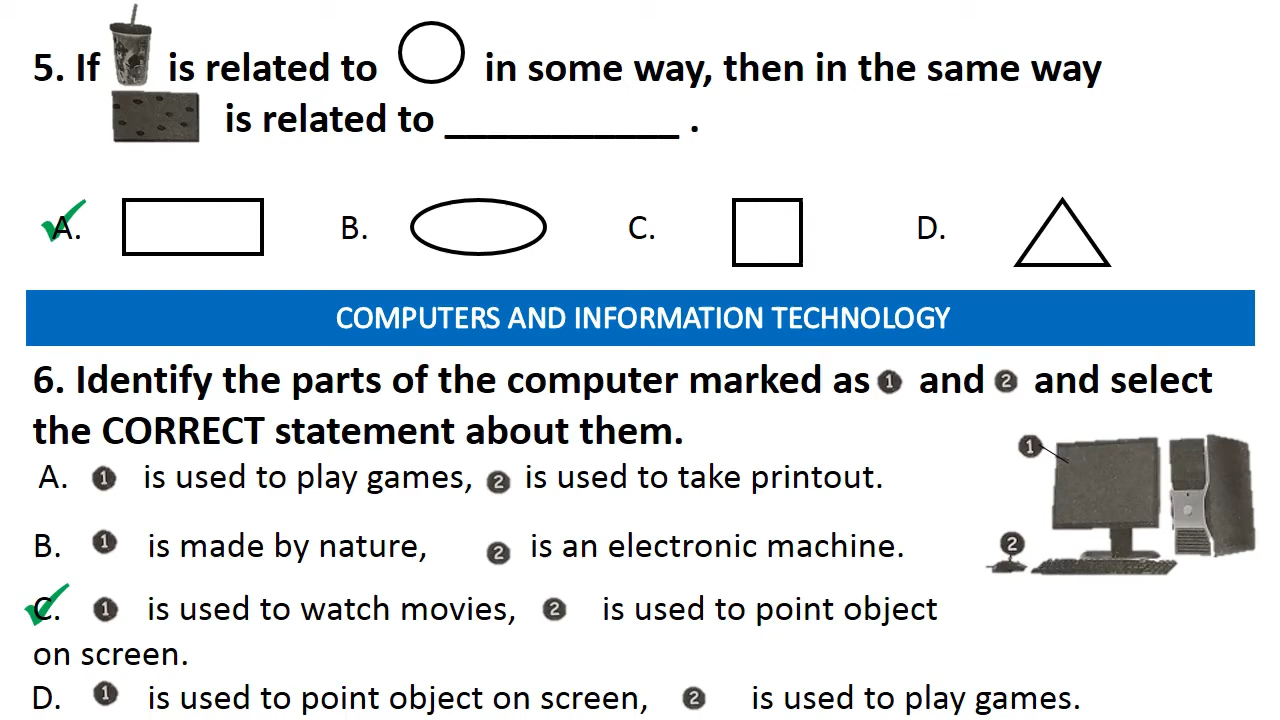 5. If is related to in some way, then in the same way
is related to ___________ .
A. B. C. D.
COMPUTERS AND INFORMATION TECHNOLOGY
6. Identify the parts of the computer marked as 1 and 2 and select
the CORRECT statement about them.
A. 1 is used to play games, 2 is used to take printout.
1
B. 1 is made by nature, 2 is an electronic machine.
2
C. 1 is used to watch movies, 2 is used to point object
on screen.
D. 1 is used to point object on screen, 2 is used to play games.